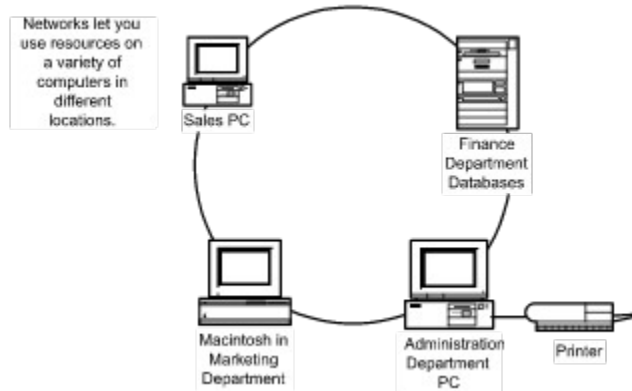 Networks let you
use resources on
a variety of
computers in
different
locations.
Sales PC
Finance
Department
Databases
Macintosh in
Marketing
Department
Administration
Department
PC
Printer